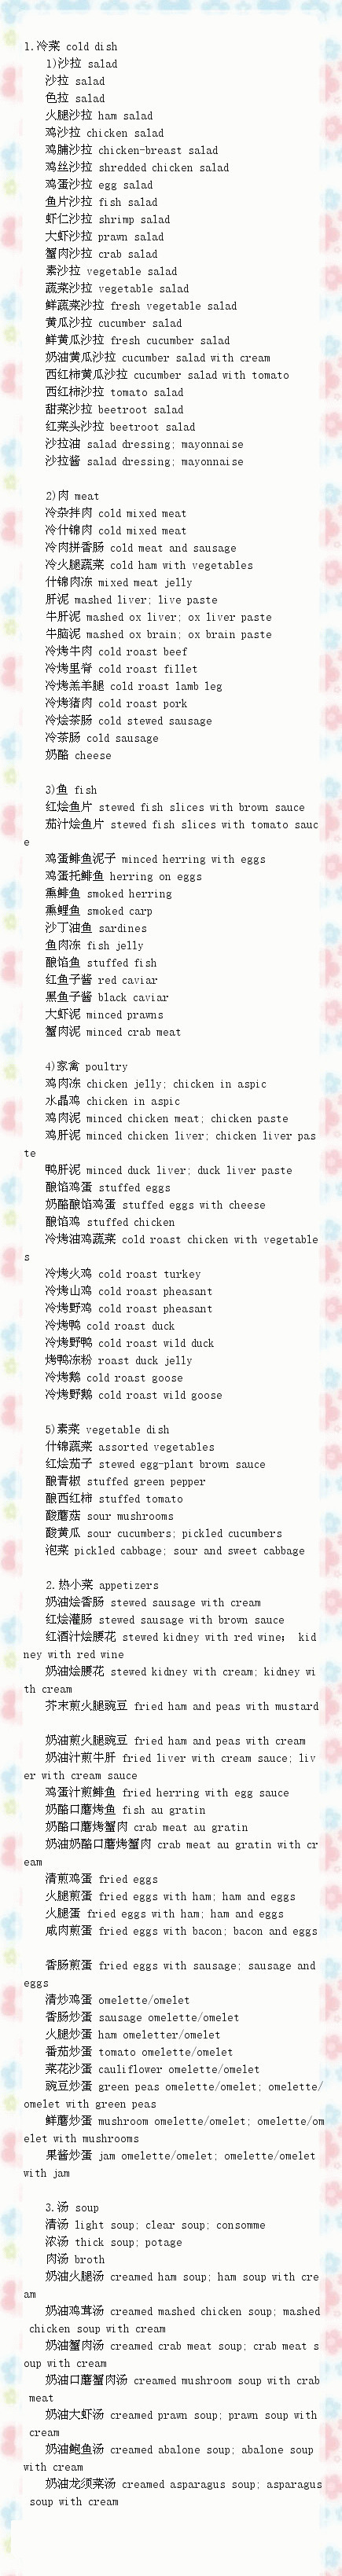 1.冷菜 cold dish
1)沙拉 salad
沙拉 salad
色拉 salad
火腿沙拉 ham salad
鸡沙拉 chicken salad
鸡脯沙拉 chicken-breast salad
鸡丝沙拉 shredded chicken salad
鸡蛋沙拉 egg salad
鱼片沙拉 fish salad
虾仁沙拉 shrimp salad
大虾沙拉 prawn salad
蟹肉沙拉 crab salad
素沙拉 vegetable salad
蔬菜沙拉 vegetable salad
鲜蔬菜沙拉 fresh vegetable salad
黄瓜沙拉 cucumber salad
鲜黄瓜沙拉 fresh cucumber salad
奶油黄瓜沙拉 cucumber salad with cream
西红柿黄瓜沙拉 cucumber salad with tomato
西红柿沙拉 tomato salad
甜菜沙拉 beetroot salad
红菜头沙拉 beetroot salad
沙拉油 salad dressing; mayonnaise
沙拉酱 salad dressing; mayonnaise
2)肉 meat
冷杂拌肉 cold mixed meat
冷什锦肉 cold mixed meat
冷肉拼香肠 cold meat and sausage
冷火腿蔬菜 cold ham with vegetables
什锦肉冻 mixed meat jelly
肝泥 mashed liver; live paste
牛肝泥 mashed ox liver; ox liver paste
牛脑泥 mashed ox brain; ox brain paste
冷烤牛肉 cold roast beef
冷烤里脊 cold roast fillet
冷烤羔羊腿 cold roast lamb leg
冷烤猪肉 cold roast pork
冷烩茶肠 cold stewed sausage
冷茶肠 cold sausage
奶酪 cheese
3)鱼 fish
红烩鱼片 stewed fish slices with brown sauce
茄汁烩鱼片 stewed fish slices with tomato sauc
e
鸡蛋鲱鱼泥子 minced herring with eggs
鸡蛋托鲱鱼 herring on eggs
熏鲱鱼 smoked herring
熏鲤鱼 smoked carp
沙丁油鱼 sardines
鱼肉冻 fish jelly
酿馅鱼 stuffed fish
红鱼子酱 red caviar
黑鱼子酱 black caviar
大虾泥 minced prawns
蟹肉泥 minced crab meat
4)家禽 poultry
鸡肉冻 chicken jelly; chicken in aspic
水晶鸡 chicken in aspic
鸡肉泥 minced chicken meat; chicken paste
鸡肝泥 minced chicken liver; chicken liver pas
te
鸭肝泥 minced duck liver; duck liver paste
酿馅鸡蛋 stuffed eggs
奶酪酿馅鸡蛋 stuffed eggs with cheese
酿馅鸡 stuffed chicken
冷烤油鸡蔬菜 cold roast chicken with vegetable
s
冷烤火鸡 cold roast turkey
冷烤山鸡 cold roast pheasant
冷烤野鸡 cold roast pheasant
冷烤鸭 cold roast duck
冷烤野鸭 cold roast wild duck
烤鸭冻粉 roast duck jelly
冷烤鹅 cold roast goose
冷烤野鹅 cold roast wild goose
5)素菜 vegetable dish
什锦蔬菜 assorted vegetables
红烩茄子 stewed egg-plant brown sauce
酿青椒 stuffed green pepper
酿西红柿 stuffed tomato
酸蘑菇 sour mushrooms
酸黄瓜 sour cucumbers; pickled cucumbers
泡菜 pickled cabbage; sour and sweet cabbage
2.热小菜 appetizers
奶油烩香肠 stewed sausage with cream
红烩灌肠 stewed sausage with brown sauce
红酒汁烩腰花 stewed kidney with red wine； kid
ney with red wine
奶油烩腰花 stewed kidney with cream; kidney wi
th cream
芥末煎火腿豌豆 fried ham and peas with mustard
奶油煎火腿豌豆 fried ham and peas with cream
奶油汁煎牛肝 fried liver with cream sauce; liv
er with cream sauce
鸡蛋汁煎鲱鱼 fried herring with egg sauce
奶酪口蘑烤鱼 fish au gratin
奶酪口蘑烤蟹肉 crab meat au gratin
奶油奶酪口蘑烤蟹肉 crab meat au gratin with cr
eam
清煎鸡蛋 fried eggs
火腿煎蛋 fried eggs with ham; ham and eggs
火腿蛋 fried eggs with ham; ham and eggs
咸肉煎蛋 fried eggs with bacon; bacon and eggs
香肠煎蛋 fried eggs with sausage; sausage and
eggs
清炒鸡蛋 omelette/omelet
香肠炒蛋 sausage omelette/omelet
火腿炒蛋 ham omeletter/omelet
番茄炒蛋 tomato omelette/omelet
菜花沙蛋 cauliflower omelette/omelet
豌豆炒蛋 green peas omelette/omelet; omelette/
omelet with green peas
鲜蘑炒蛋 mushroom omelette/omelet; omelette/om
elet with mushrooms
果酱炒蛋 jam omelette/omelet; omelette/omelet
with jam
3.汤 soup
清汤 light soup; clear soup; consomme
浓汤 thick soup; potage
肉汤 broth
奶油火腿汤 creamed ham soup; ham soup with cre
am
奶油鸡茸汤 creamed mashed chicken soup; mashed
chicken soup with cream
奶油蟹肉汤 creamed crab meat soup; crab meat s
oup with cream
奶油口蘑蟹肉汤 creamed mushroom soup with crab
meat
奶油大虾汤 creamed prawn soup; prawn soup with
cream
奶油鲍鱼汤 creamed abalone soup; abalone soup
with cream
奶油龙须菜汤 creamed asparagus soup; asparagus
soup with cream